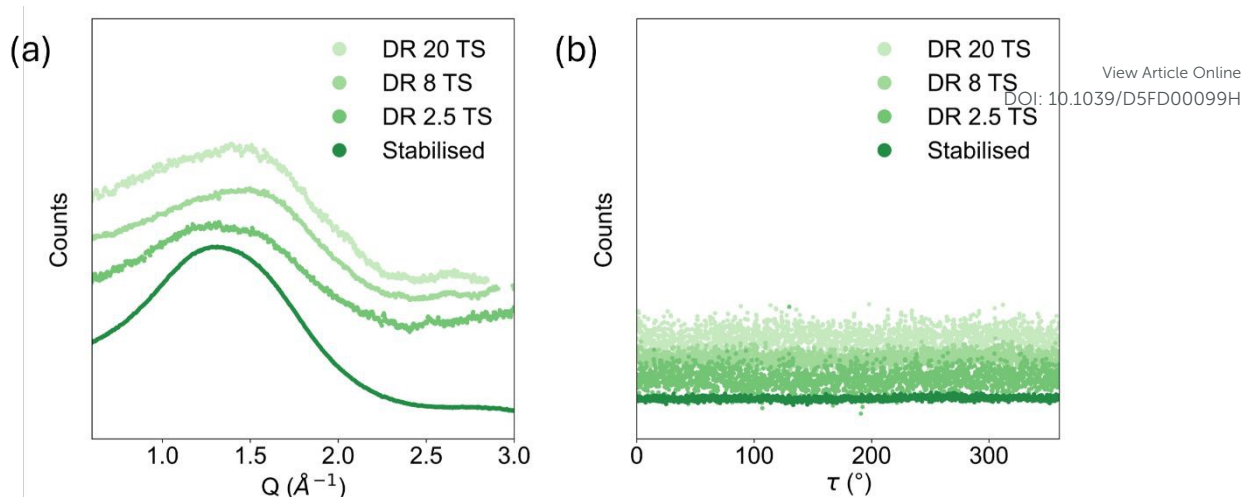 (a)
DR 20 TS
DR 8 TS
DR 2.5 TS
Stabilised
Counts
1.0 1.5 2.0 2.5 3.0
Q (Å⁻¹)
(b)
DR 20 TS
DR 8 TS
DR 2.5 TS
Stabilised
Counts
0 100 200 300
τ (°)
View Article Online
DOI: 10.1039/D5FD00099H